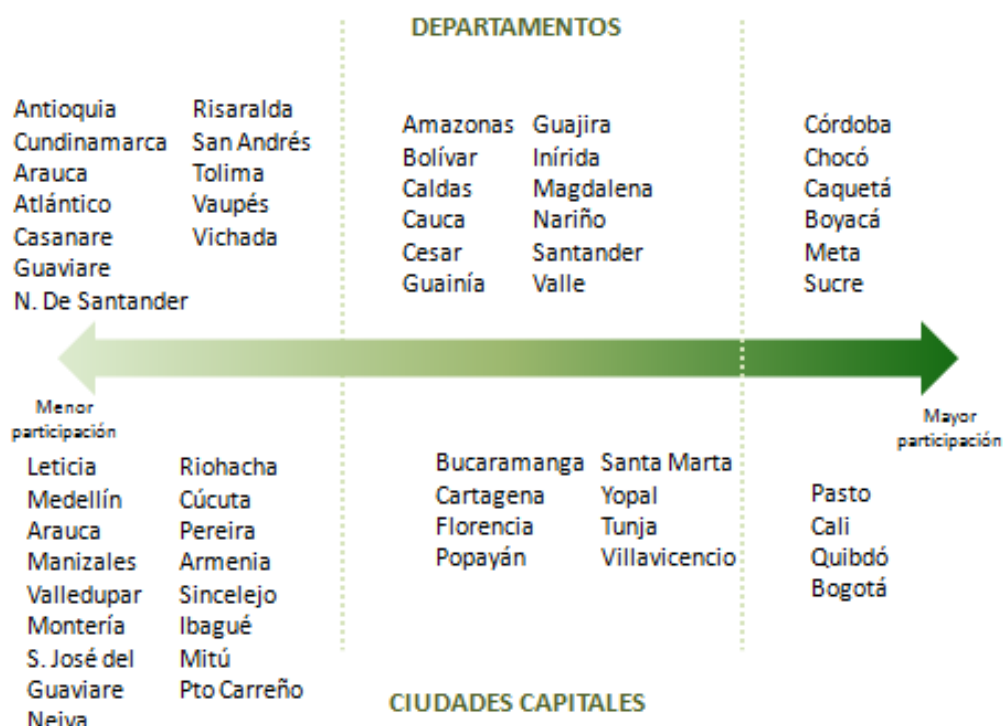 DEPARTAMENTOS
Antioquia
Cundinamarca
Arauca
Atlántico
Casanare
Guaviare
N. De Santander
Risaralda
San Andrés
Tolima
Vaupés
Vichada
Amazonas
Bolívar
Caldas
Cauca
Cesar
Guainía
Guajira
Inírida
Magdalena
Nariño
Santander
Valle
Córdoba
Chocó
Caquetá
Boyacá
Meta
Sucre
Menor
participación
Mayor
participación
Leticia
Medellín
Arauca
Manizales
Valledupar
Montería
S. José del
Guaviare
Neiva
Riohacha
Cúcuta
Pereira
Armenia
Sincelejo
Ibagué
Mitú
Pto Carreño
Bucaramanga
Cartagena
Florencia
Popayán
Santa Marta
Yopal
Tunja
Villavicencio
Pasto
Cali
Quibdó
Bogotá
CIUDADES CAPITALES